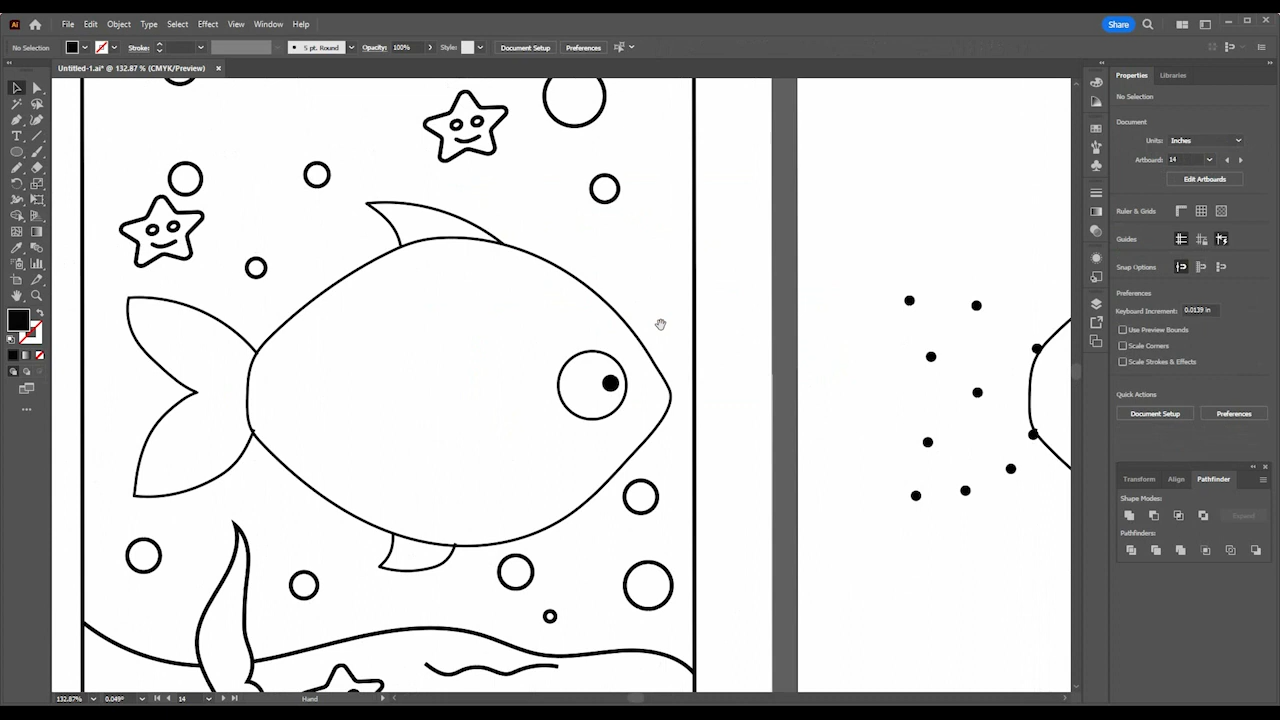 Ai File Edit Object Type Select Effect View Window Help Share
No Selection Stroke: 5 pt. Round Opacity: 100% Style: Document Setup Preferences
Untitled-1.ai* @ 132.87 % (CMYK/Preview)
Properties Libraries
No Selection
Document
Units: Inches
Artboard: 14
Edit Artboards
Ruler & Grids
Guides
Snap Options
Preferences
Keyboard Increment: 0.0139 in
Use Preview Bounds
Scale Corners
Scale Strokes & Effects
Quick Actions
Document Setup Preferences
Transform Align Pathfinder
Shape Modes:
Expand
Pathfinders:
132.87% 0.049° 14 Hand